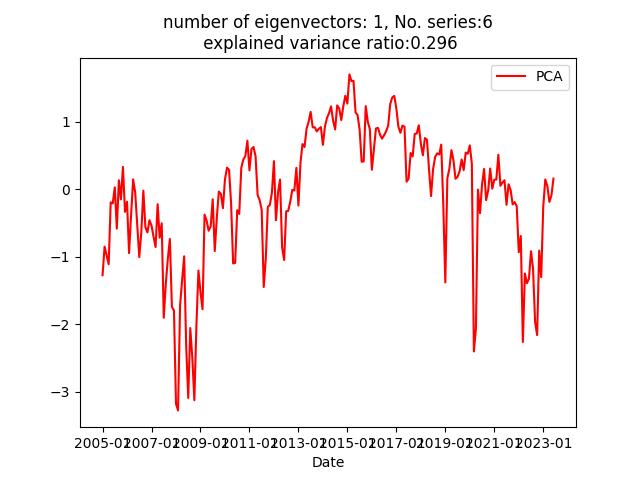 number of eigenvectors: 1, No. series:6
explained variance ratio:0.296
PCA
1
0
−1
−2
−3
2005-01 2007-01 2009-01 2011-01 2013-01 2015-01 2017-01 2019-01 2021-01 2023-01
Date